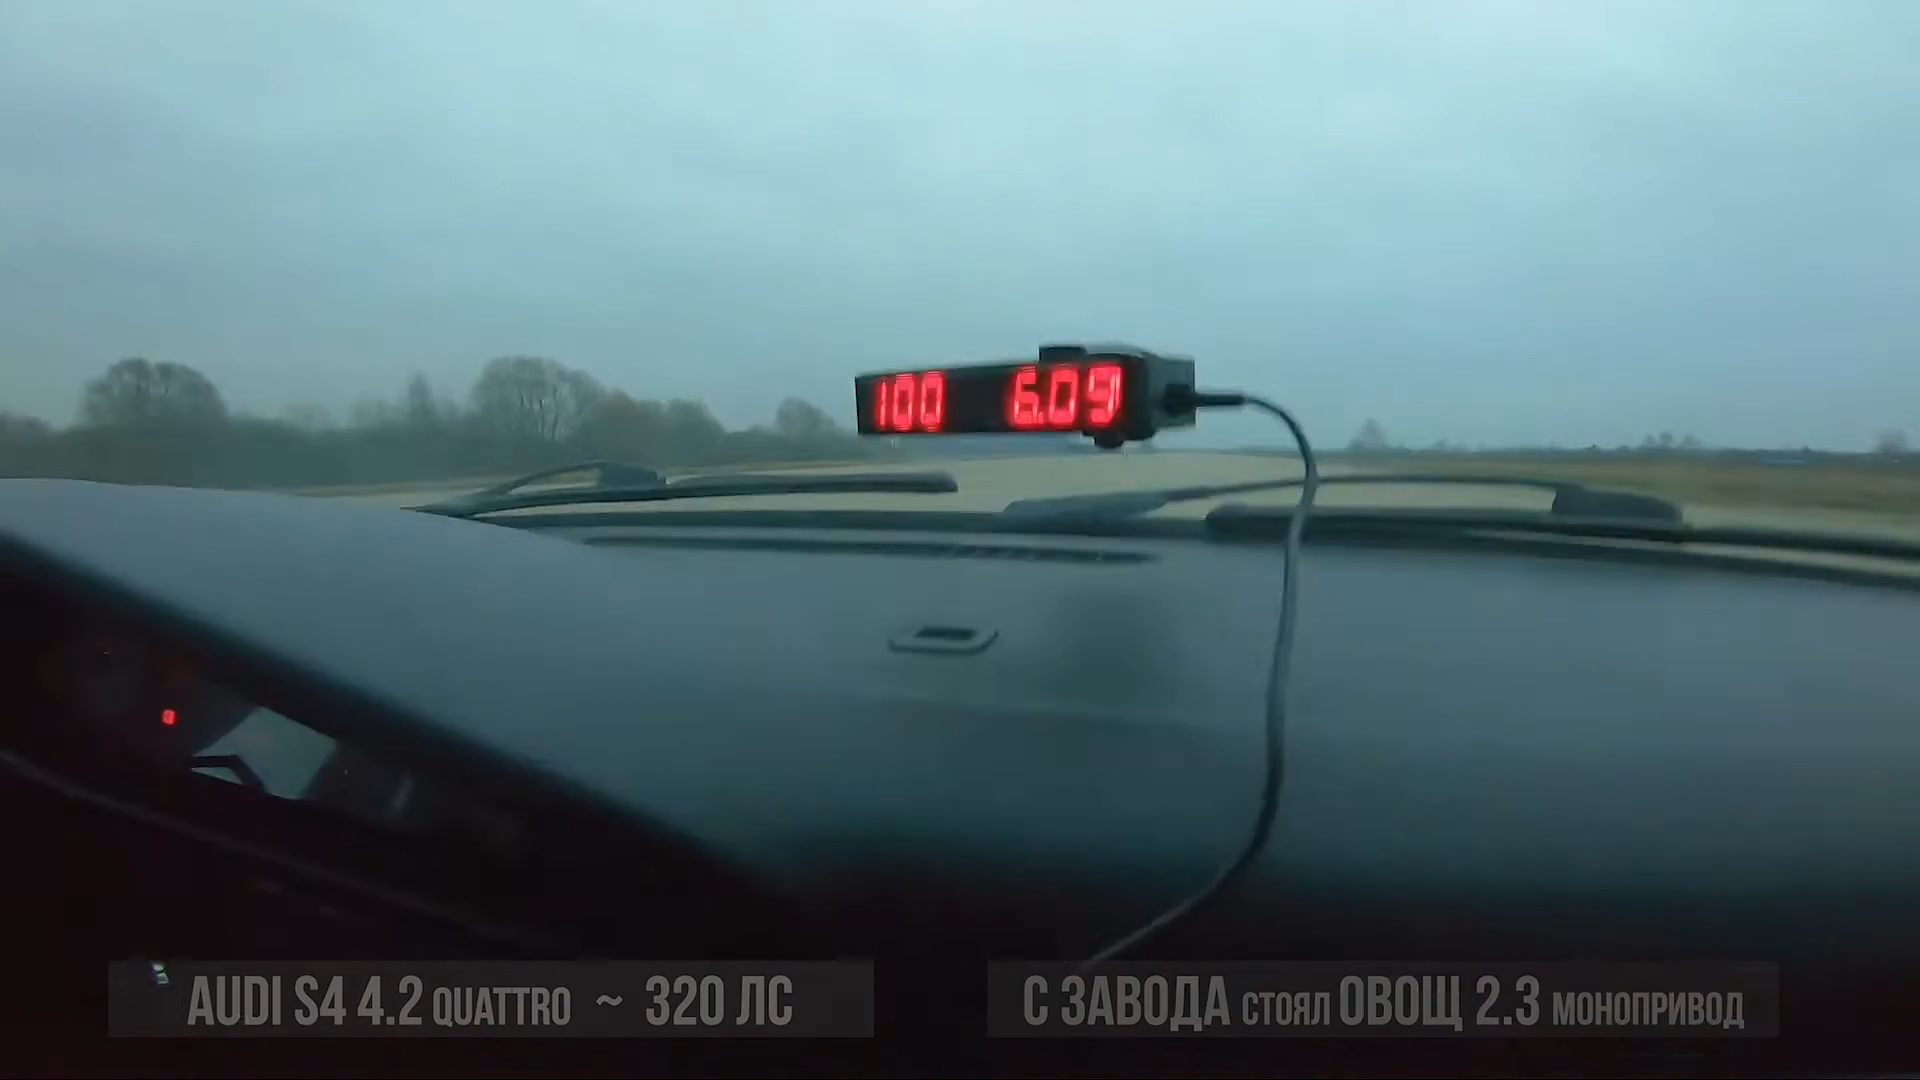 100 6.09
AUDI S4 4.2 QUATTRO ~ 320 ЛС
С ЗАВОДА СТОЯЛ ОВОЩ 2.3 МОНОПРИВОД